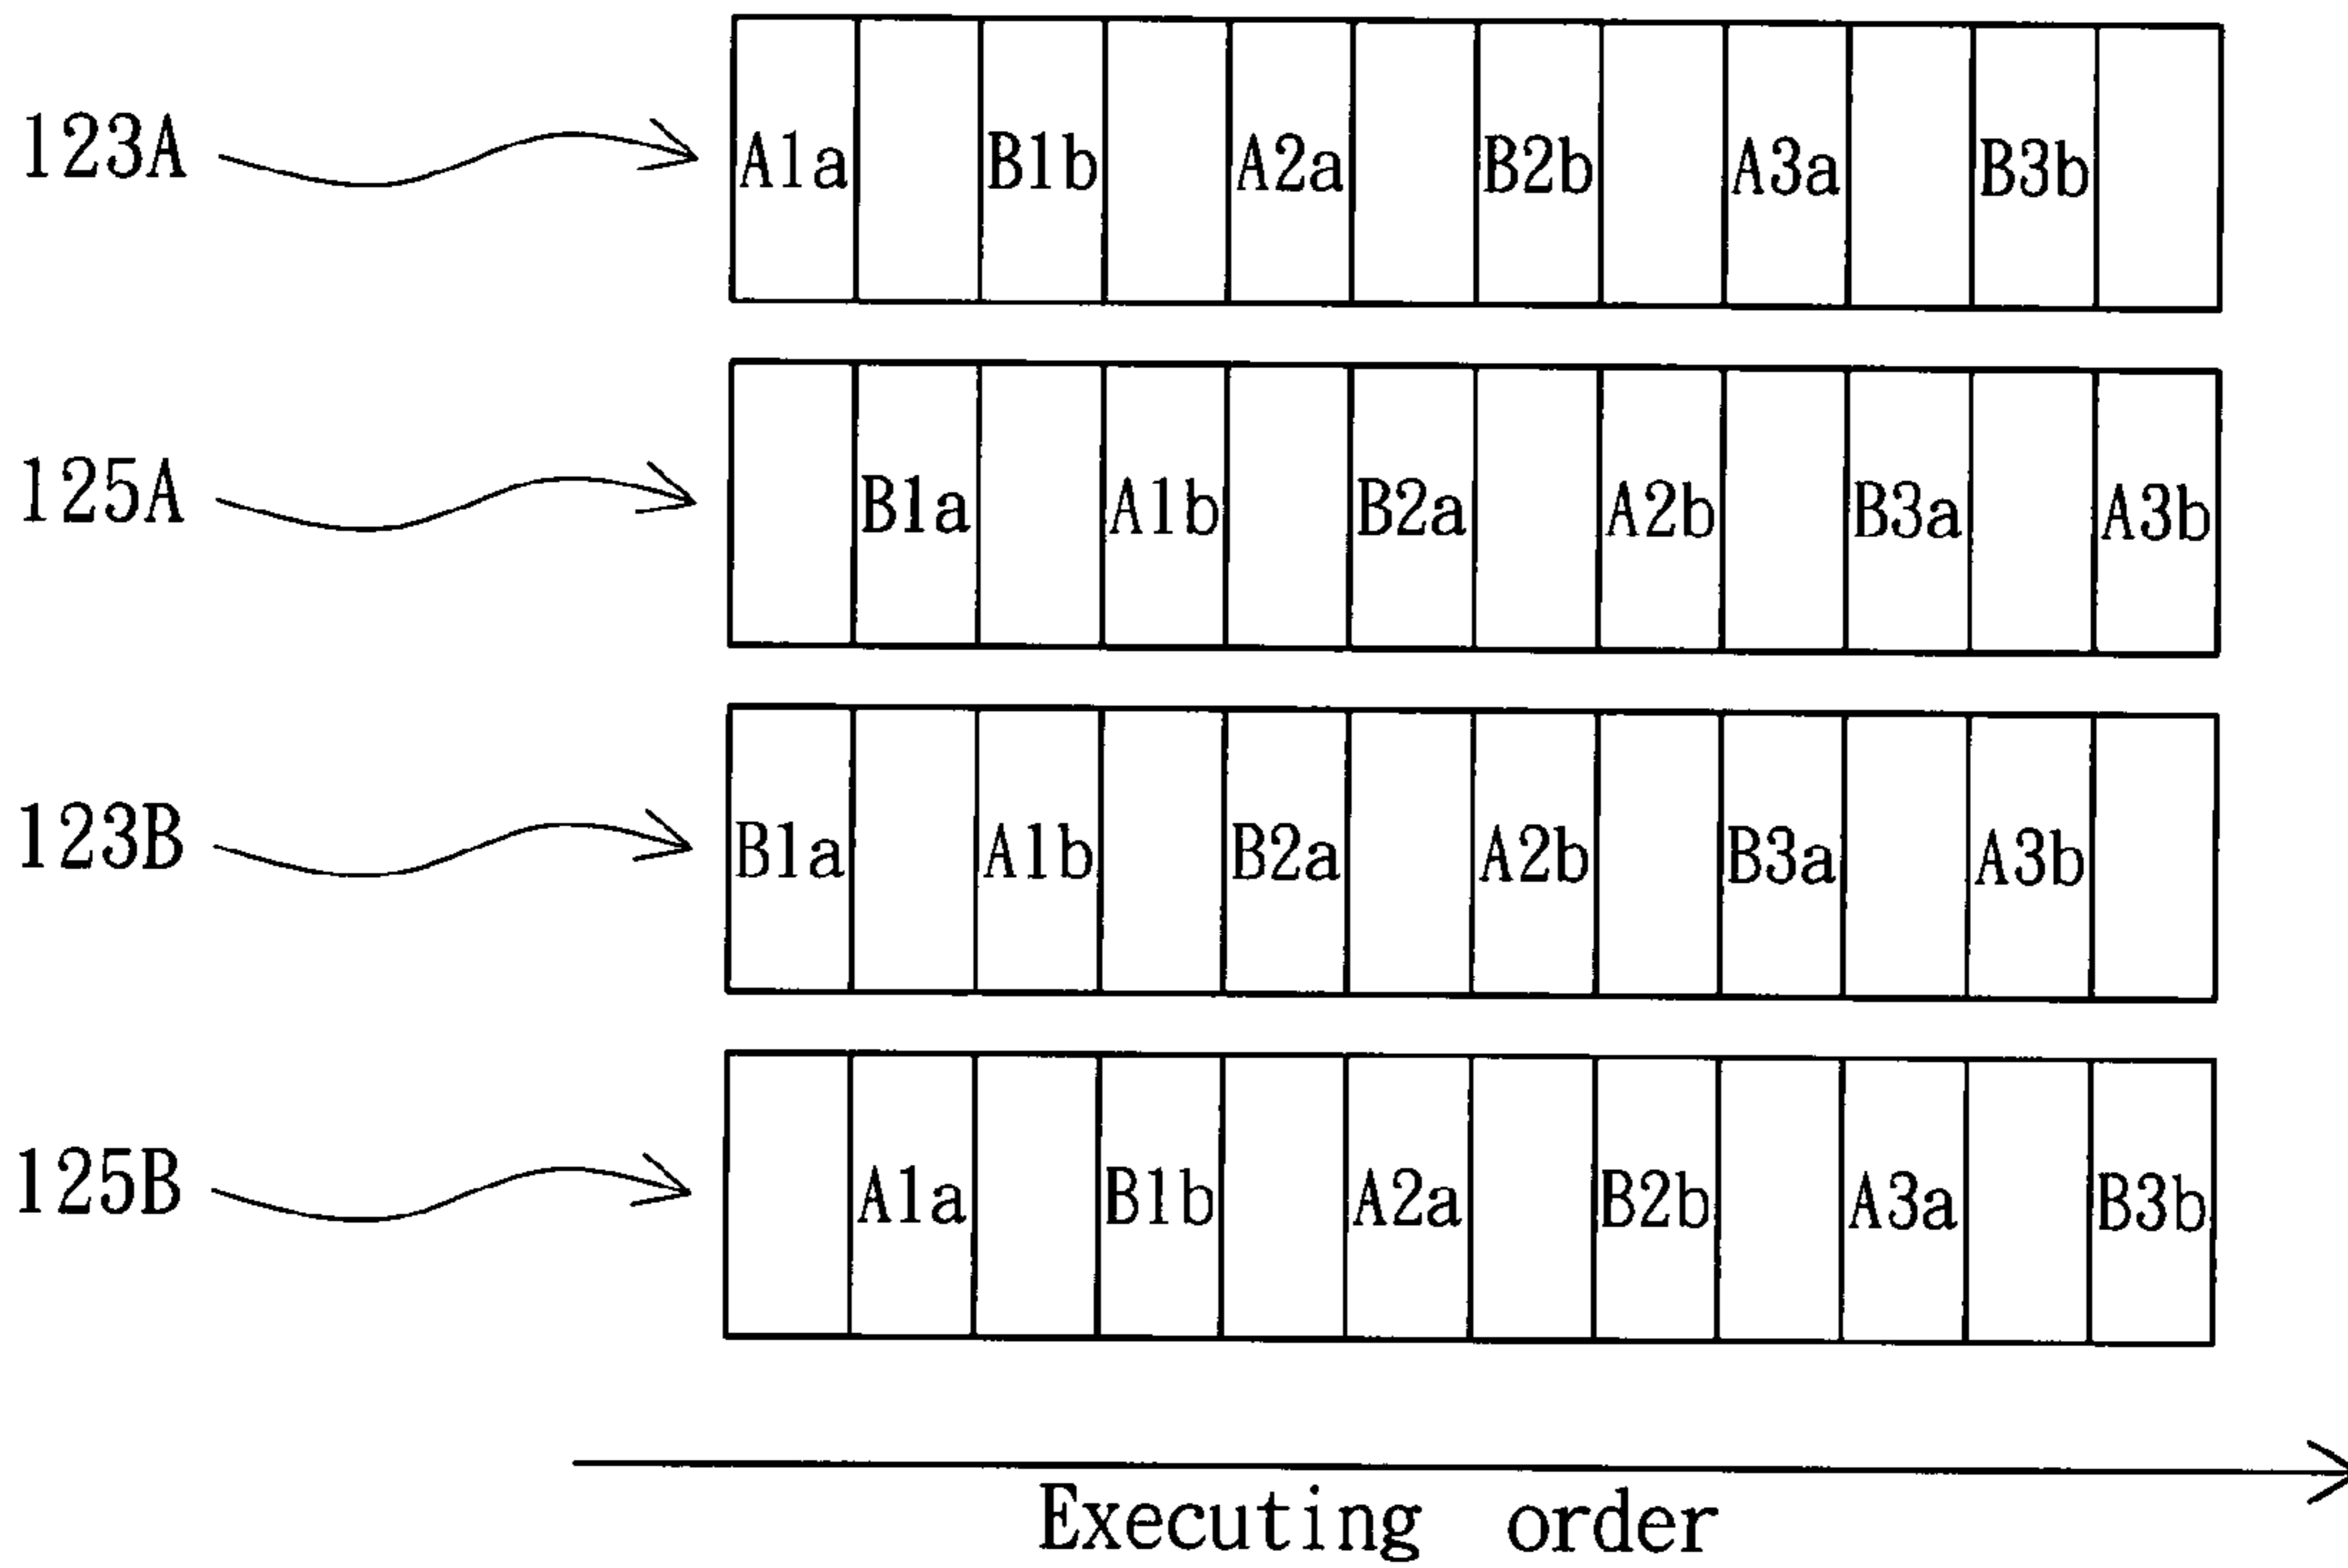 123A A1a B1b A2a B2b A3a B3b
125A B1a A1b B2a A2b B3a A3b
123B B1a A1b B2a A2b B3a A3b
125B A1a B1b A2a B2b A3a B3b
Executing order